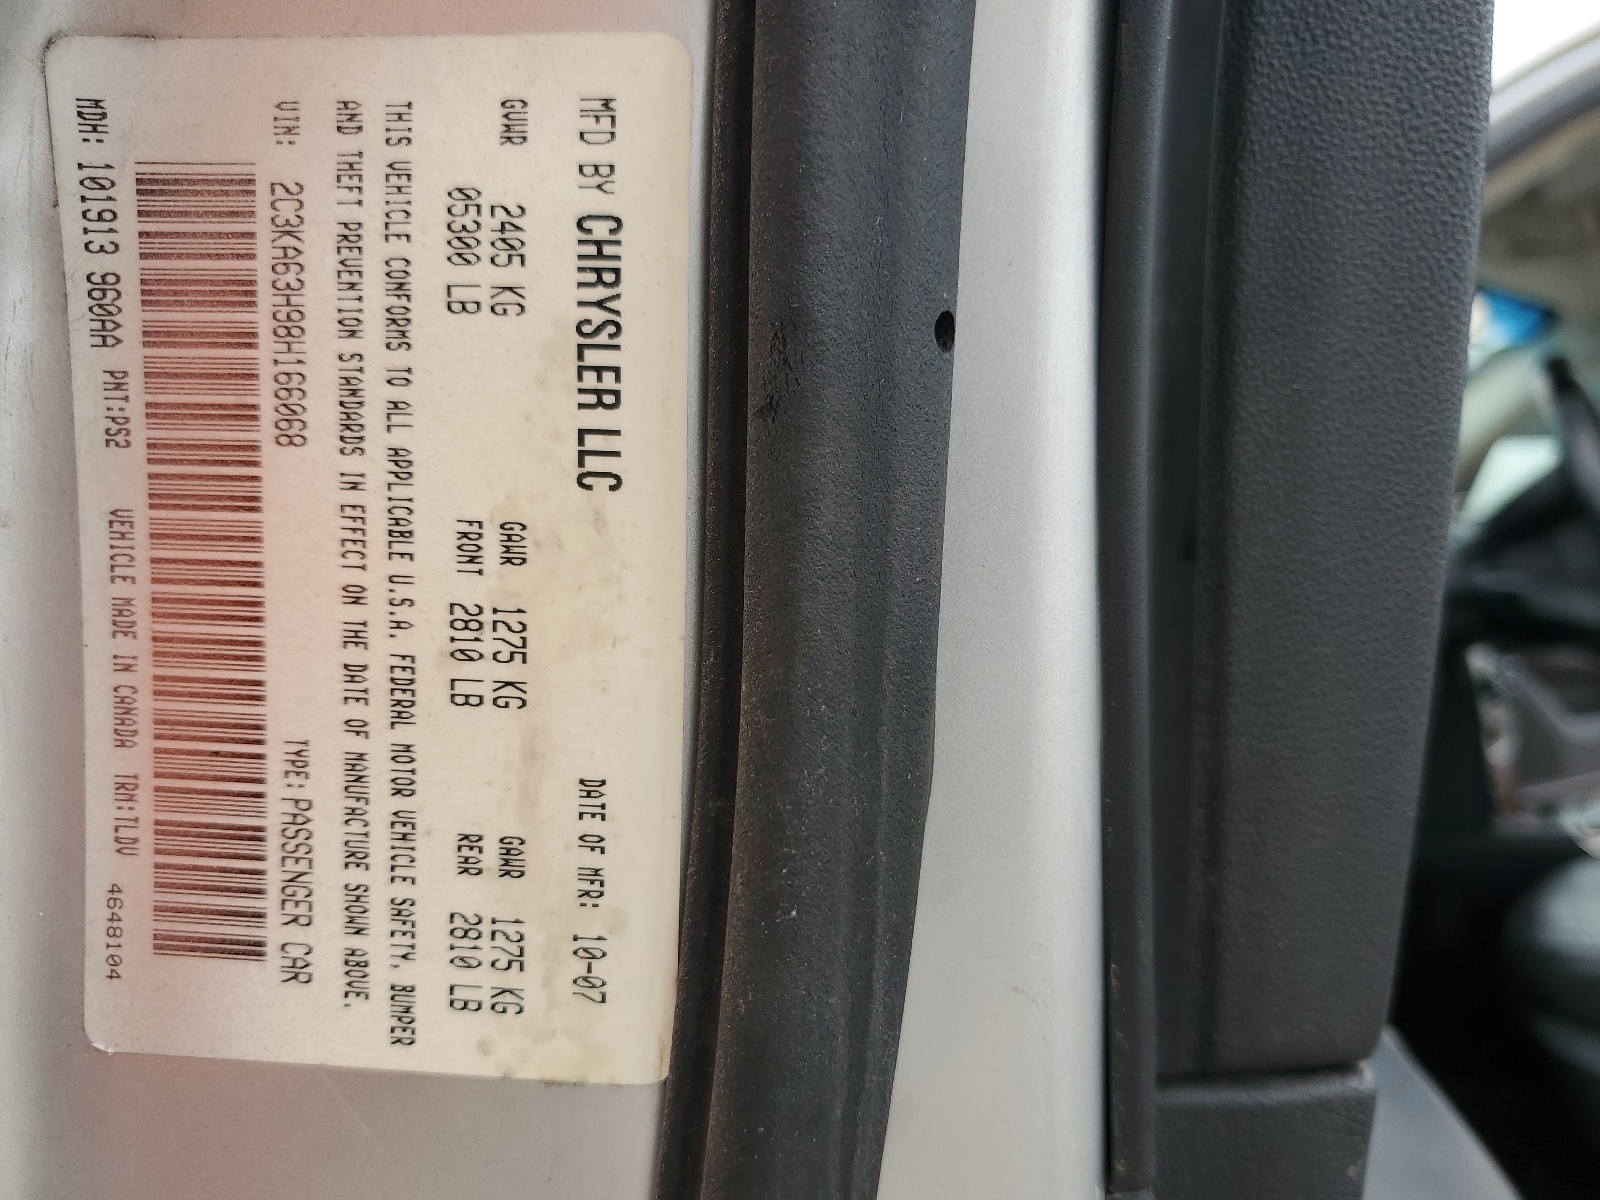 MFD BY CHRYSLER LLC DATE OF MFR: 10-07
GVWR 2405 KG GAWR 1275 KG GAWR 1275 KG
05300 LB FRONT 2810 LB REAR 2810 LB
THIS VEHICLE CONFORMS TO ALL APPLICABLE U.S.A. FEDERAL MOTOR VEHICLE SAFETY, BUMPER
AND THEFT PREVENTION STANDARDS IN EFFECT ON THE DATE OF MANUFACTURE SHOWN ABOVE.
VIN: 2C3KA63H98H166068 TYPE: PASSENGER CAR
MDH: 101913 960AA PNT:PS2 VEHICLE MADE IN CANADA TRM:PTLDV 4648104